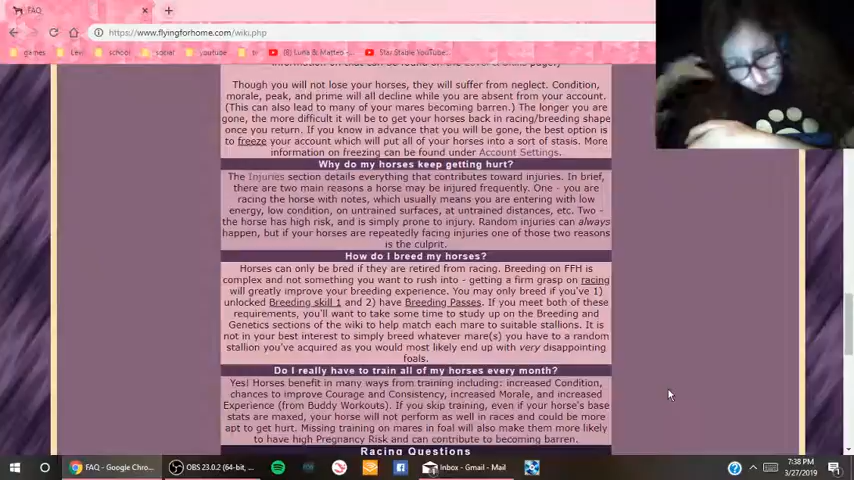 FAQ
https://www.flyingforhome.com/wiki.php
games
Levi
school
social
youtube
tv
(8) Luna & Matteo -
Star Stable YouTube
Though you will not lose your horses, they will suffer from neglect. Condition,
morale, peak, and prime will all decline while you are absent from your account.
(This can also lead to many of your mares becoming barren.) The longer you are
gone, the more difficult it will be to get your horses back in racing/breeding shape
once you return. If you know in advance that you will be gone, the best option is
to freeze your account which will put all of your horses into a sort of stasis. More
information on freezing can be found under Account Settings.
Why do my horses keep getting hurt?
The Injuries section details everything that contributes toward injuries. In brief,
there are two main reasons a horse may be injured frequently. One - you are
racing the horse with notes, which usually means you are entering with low
energy, low condition, on untrained surfaces, at untrained distances, etc. Two -
the horse has high risk, and is simply prone to injury. Random injuries can always
happen, but if your horses are repeatedly facing injuries one of those two reasons
is the culprit.
How do I breed my horses?
Horses can only be bred if they are retired from racing. Breeding on FFH is
complex and not something you want to rush into - getting a firm grasp on racing
will greatly improve your breeding experience. You may only breed if you've 1)
unlocked Breeding skill 1 and 2) have Breeding Passes. If you meet both of these
requirements, you'll want to take some time to study up on the Breeding and
Genetics sections of the wiki to help match each mare to suitable stallions. It is
not in your best interest to simply breed whatever mare(s) you have to a random
stallion you've acquired as you would most likely end up with very disappointing
foals.
Do I really have to train all of my horses every month?
Yes! Horses benefit in many ways from training including: increased Condition,
chances to improve Courage and Consistency, increased Morale, and increased
Experience (from Buddy Workouts). If you skip training, even if your horse's base
stats are maxed, your horse will not perform as well in races and could be more
apt to get hurt. Missing training on mares in foal will also make them more likely
to have high Pregnancy Risk and can contribute to becoming barren.
Racing Questions
FAQ - Google Chro...
OBS 23.0.2 (64-bit, ...
Inbox - Gmail - M...
7:38 PM
3/27/2019